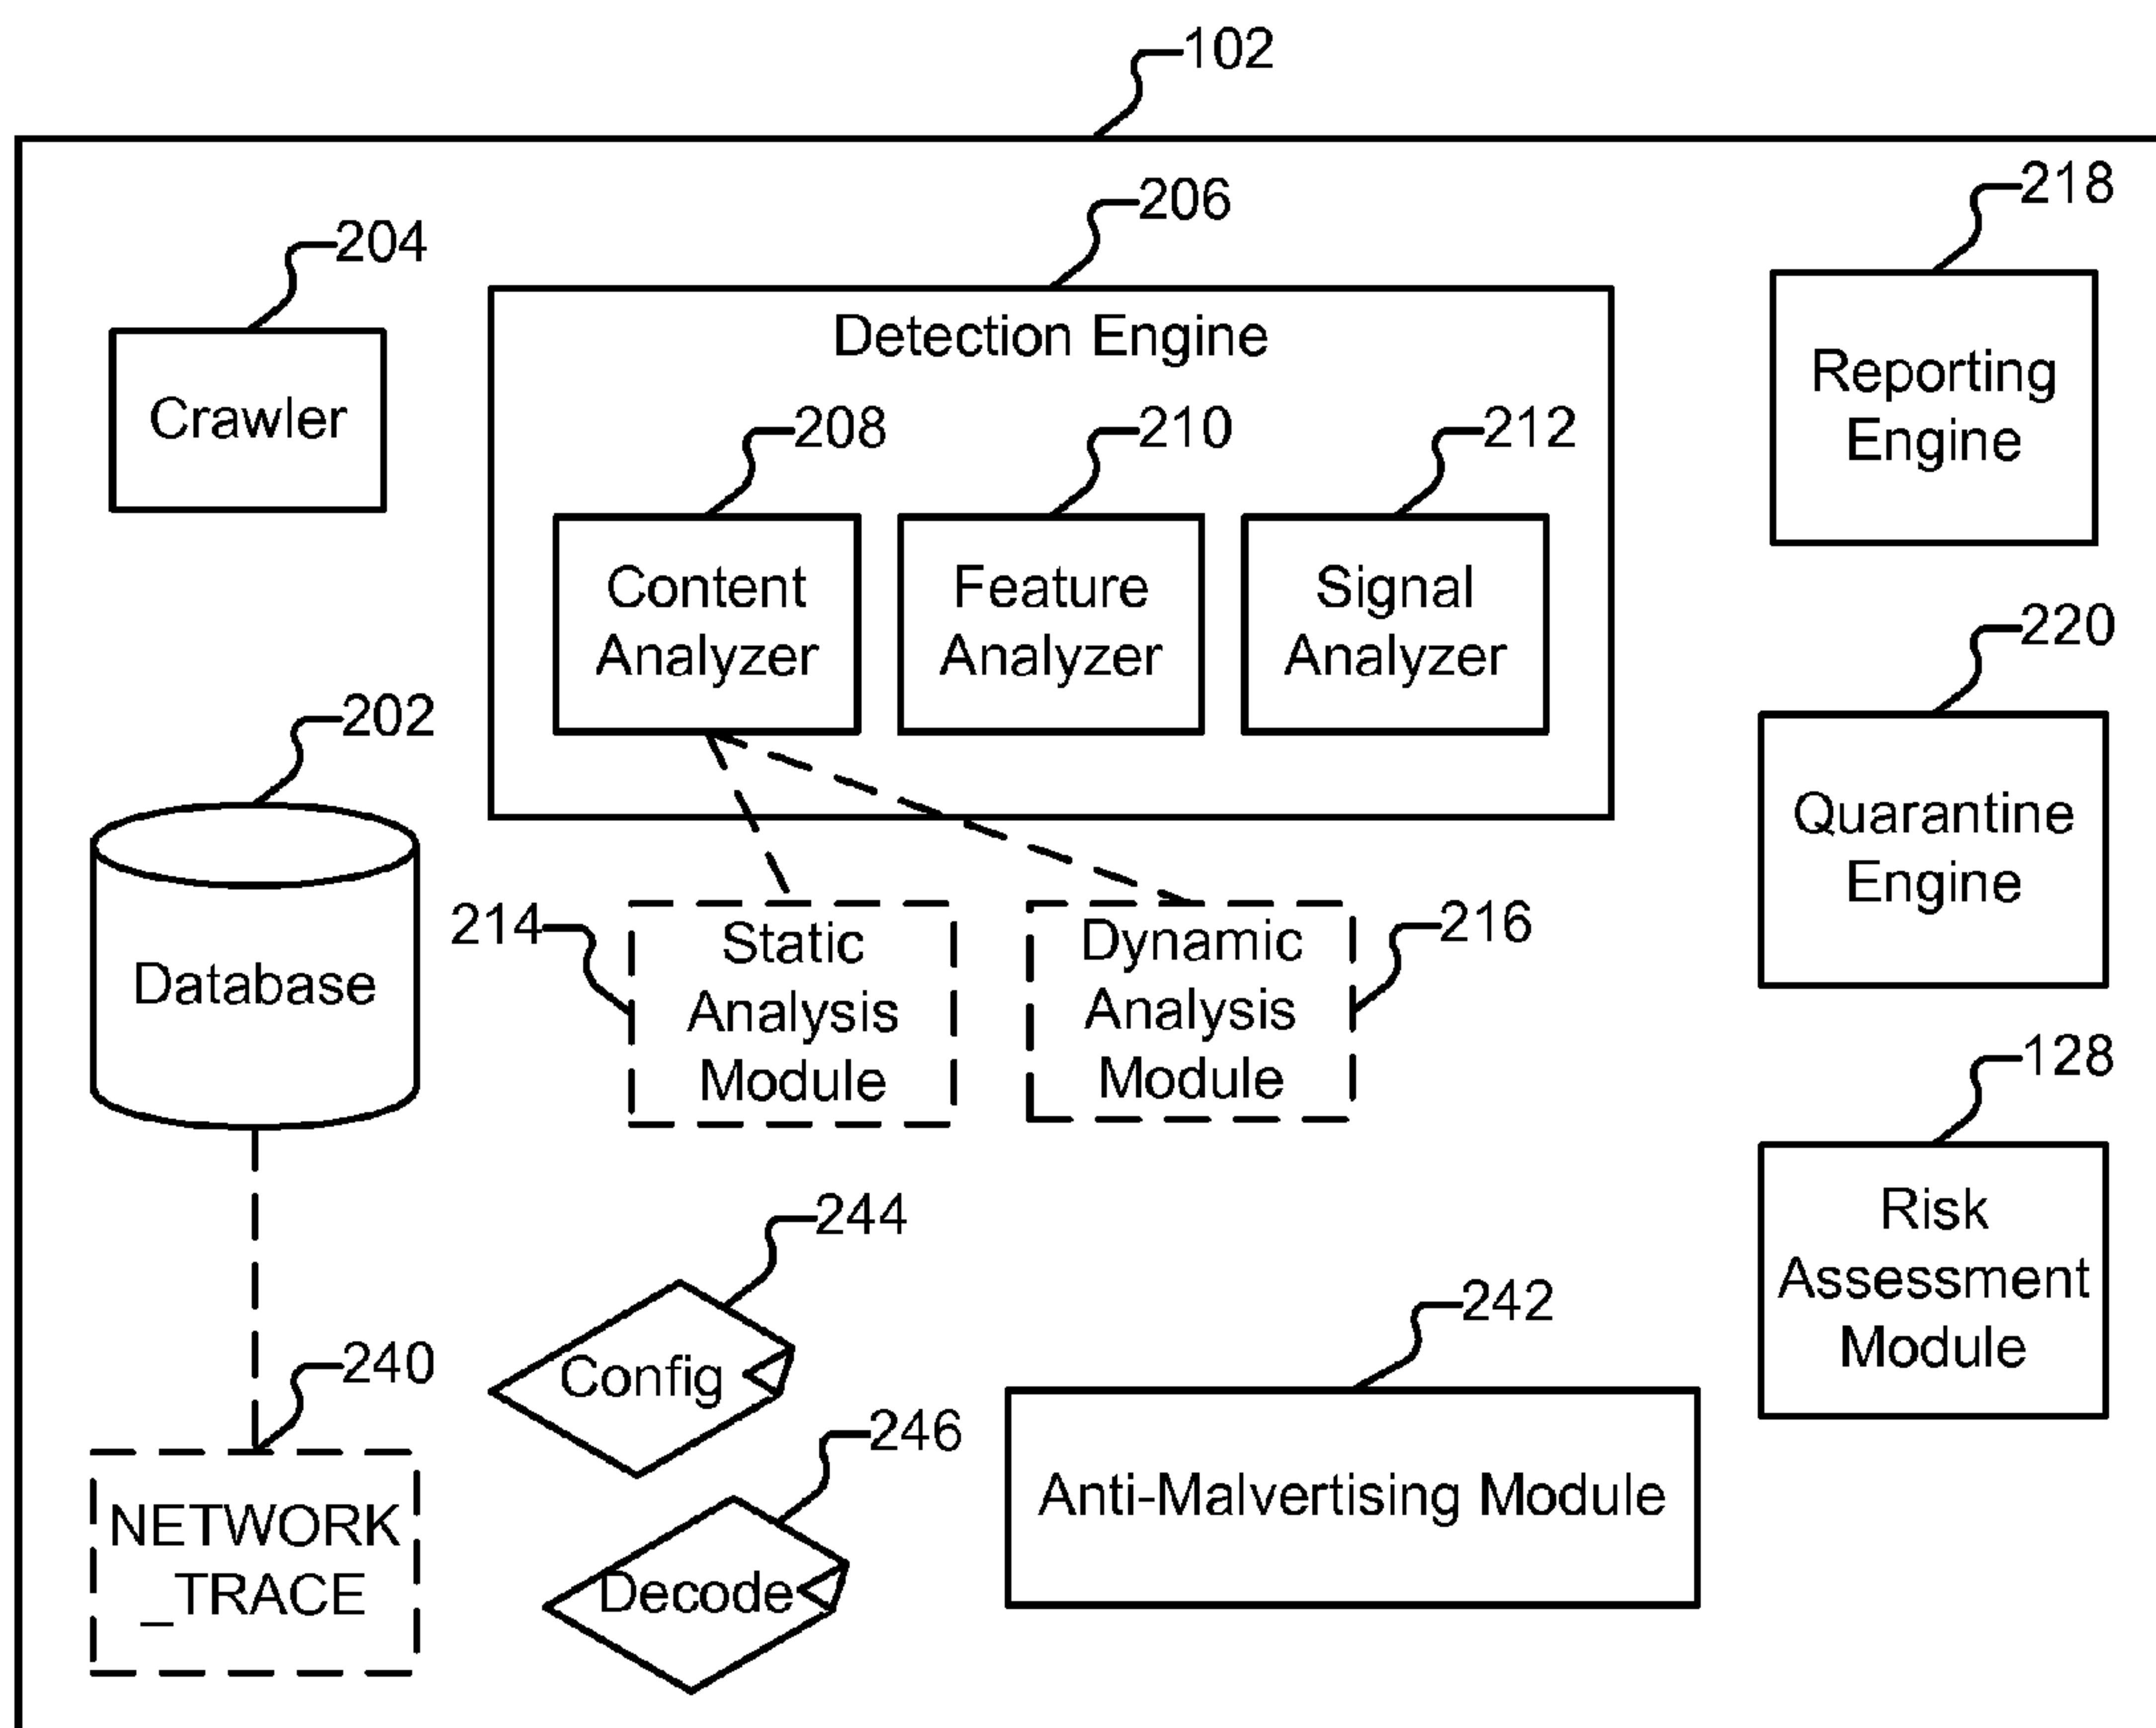 102
206
218
204
Detection Engine
Reporting
Engine
Crawler
208
210
212
Content
Analyzer
Feature
Analyzer
Signal
Analyzer
220
202
Quarantine
Engine
Database
214
Static
Analysis
Module
Dynamic
Analysis
Module
216
128
Risk
Assessment
Module
244
Config
242
240
246
Decode
Anti-Malvertising Module
NETWORK
_TRACE